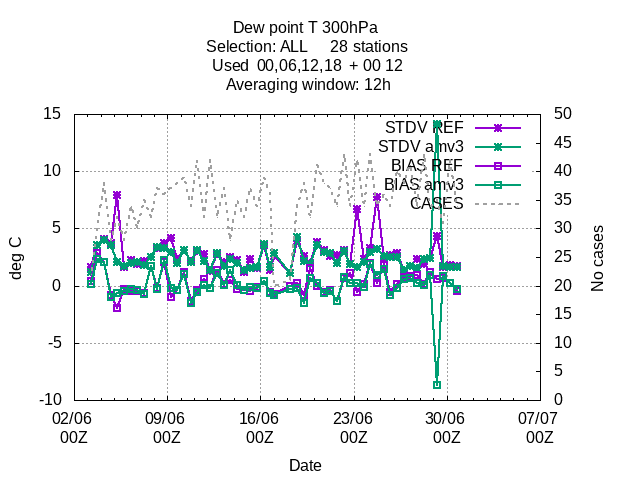 Dew point T 300hPa
Selection: ALL     28 stations
Used  00,06,12,18  + 00 12
Averaging window: 12h
15
10
5
0
-5
-10
deg C
50
45
40
35
30
25
20
15
10
5
0
No cases
STDV REF
STDV amv3
BIAS REF
BIAS amv3
CASES
02/06 00Z
09/06 00Z
16/06 00Z
23/06 00Z
30/06 00Z
07/07 00Z
Date